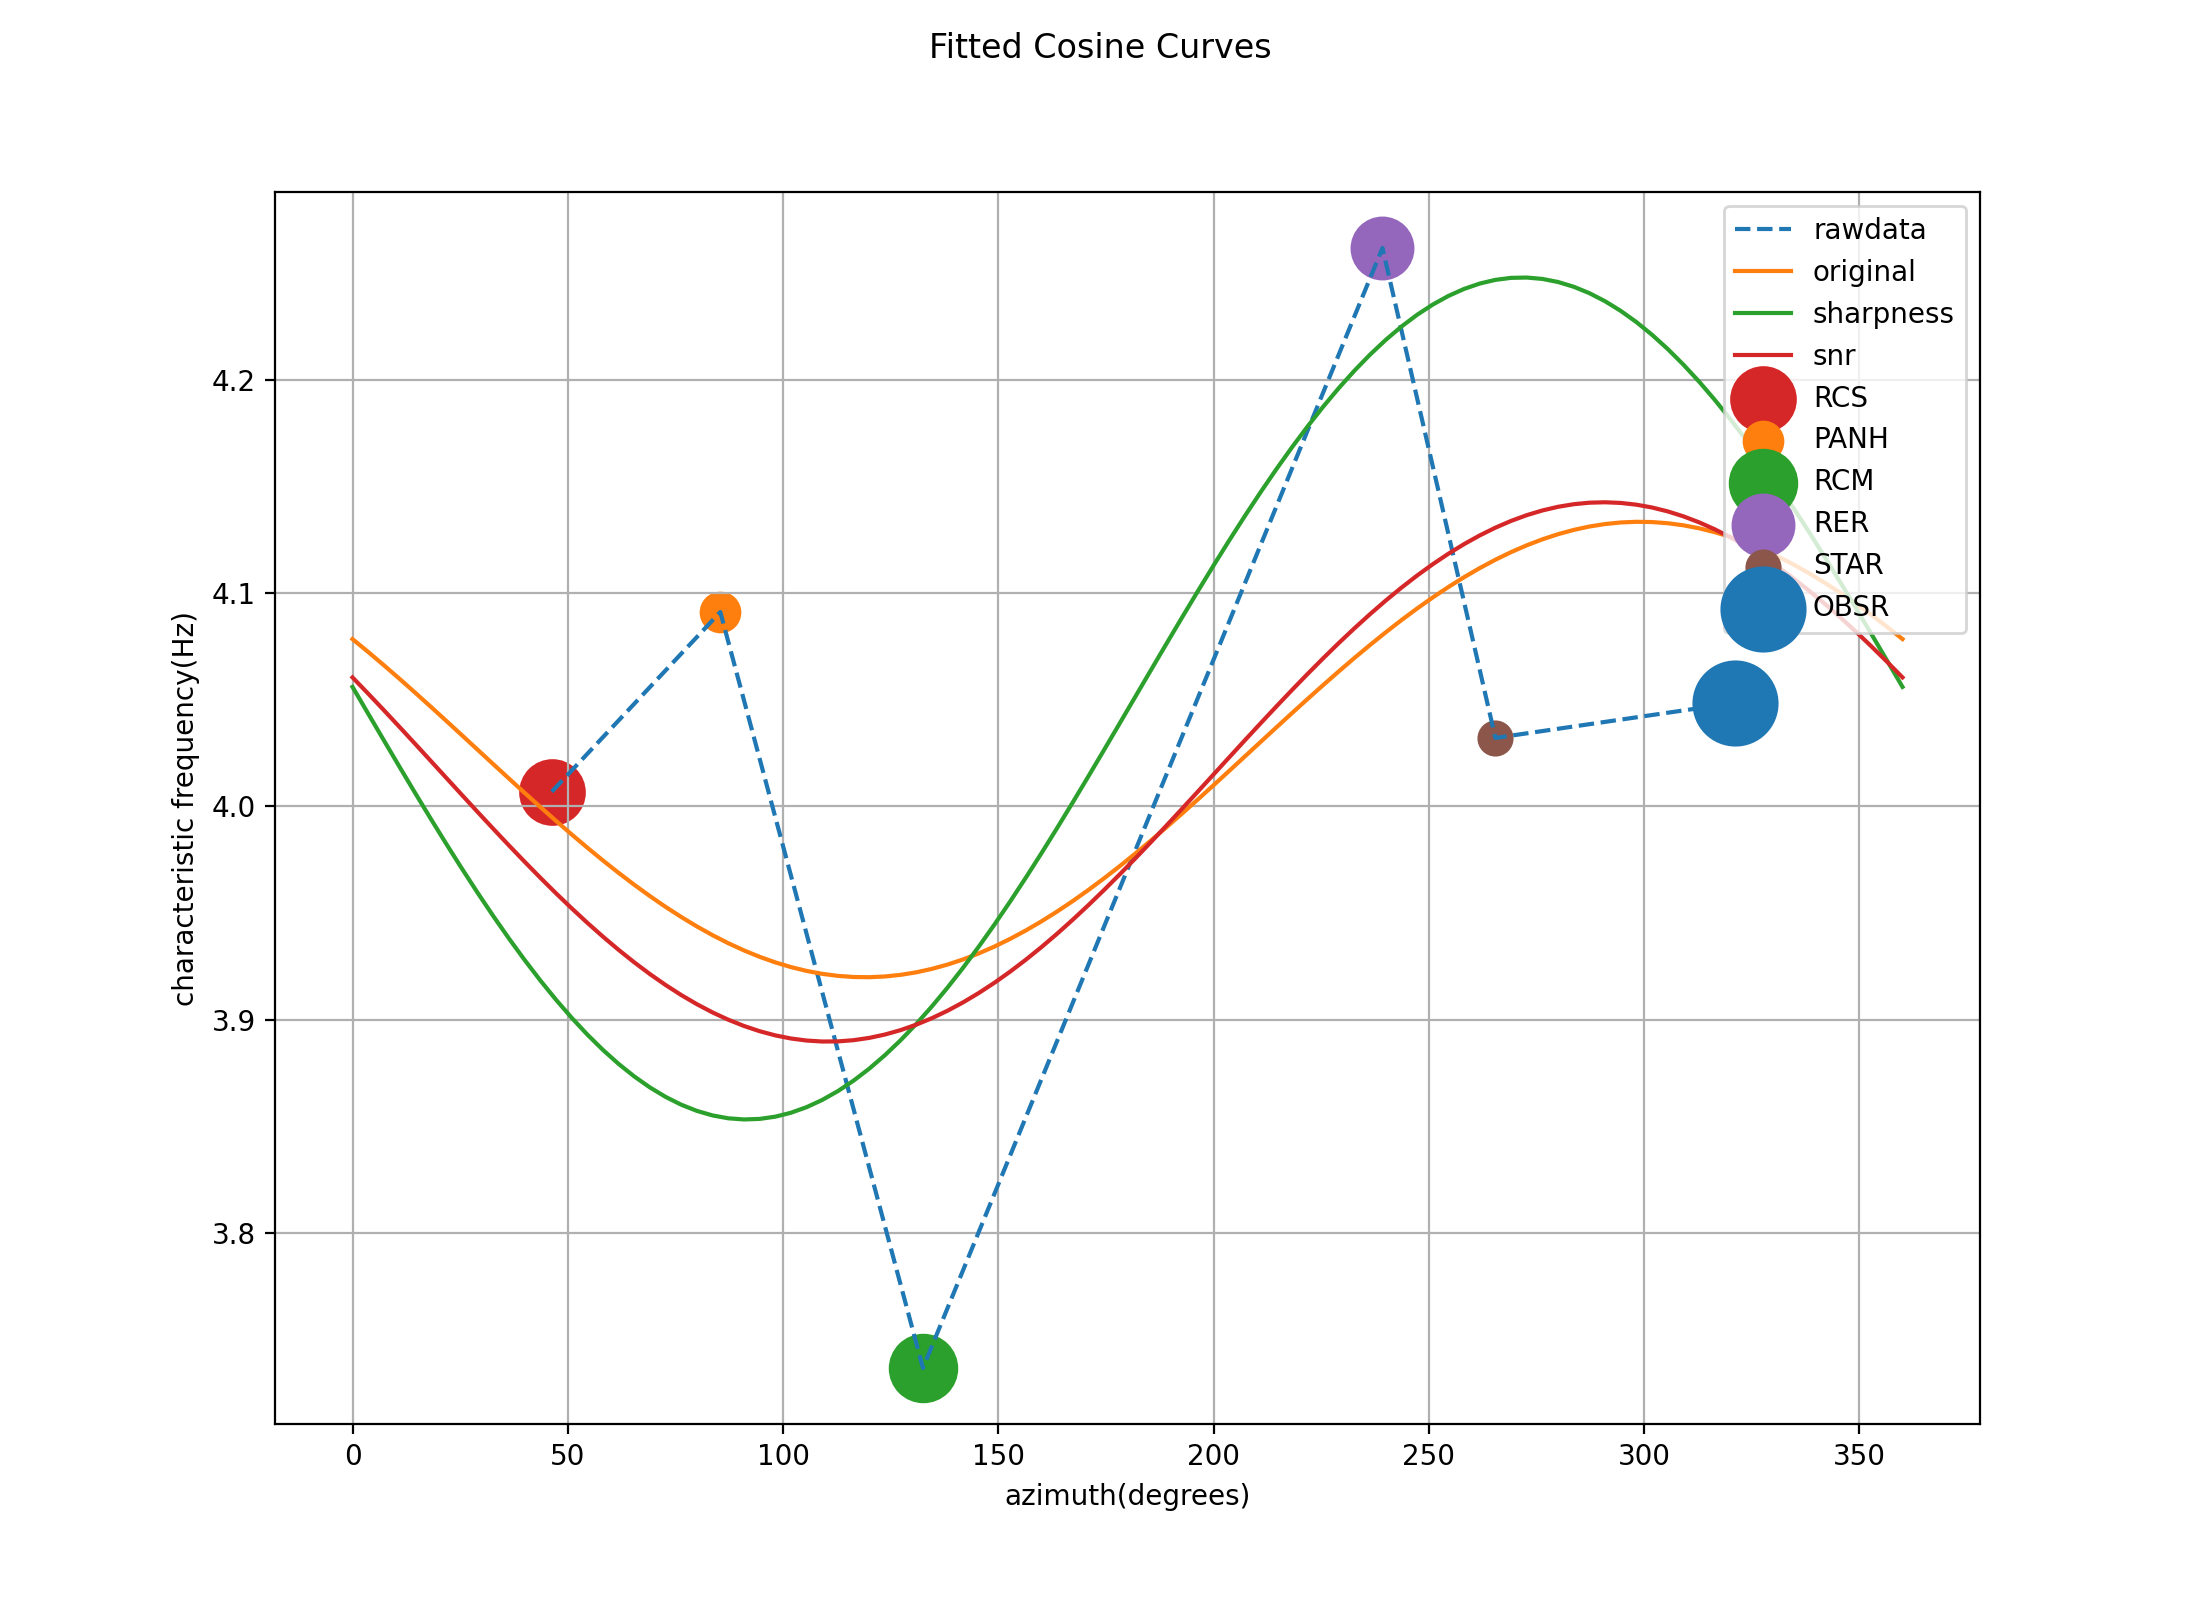 Fitted Cosine Curves
rawdata
original
sharpness
snr
RCS
PANH
RCM
RER
STAR
OBSR
4.2
4.1
4.0
3.9
3.8
characteristic frequency(Hz)
0 50 100 150 200 250 300 350
azimuth(degrees)